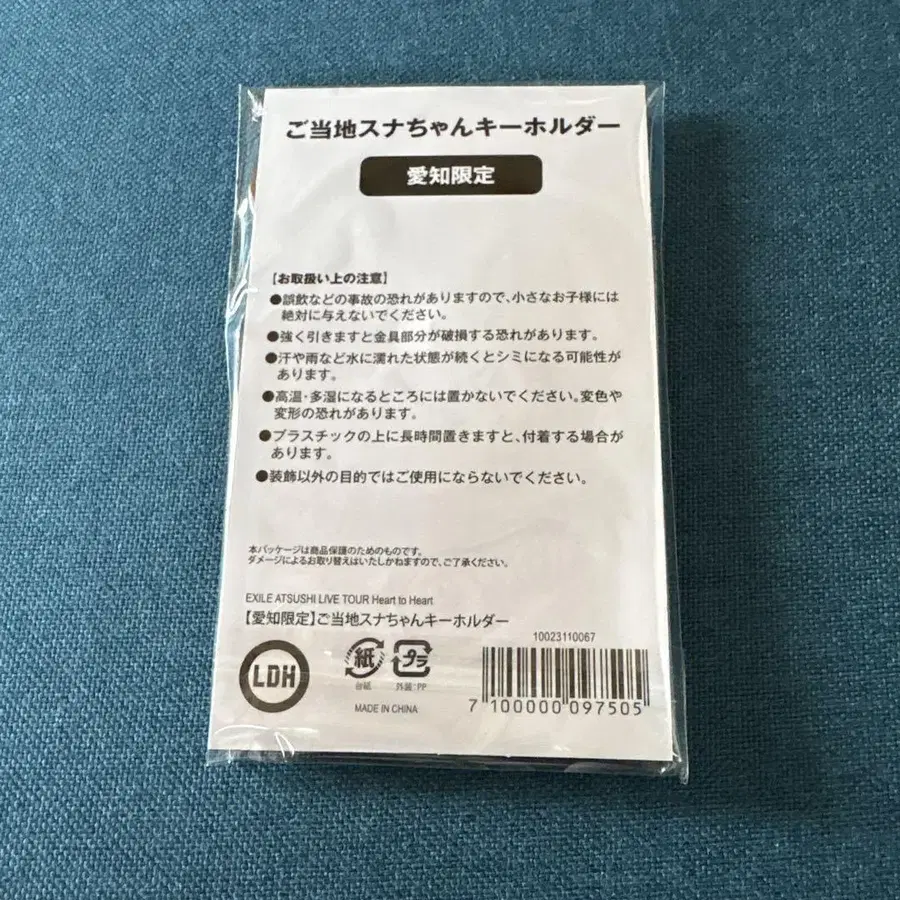 ご当地スナちゃんキーホルダー
愛知限定
【お取扱い上の注意】
●誤飲などの事故の恐れがありますので、小さなお子様には
絶対に与えないでください。
●強く引きますと金具部分が破損する恐れがあります。
●汗や雨など水に濡れた状態が続くとシミになる可能性が
あります。
●高温・多湿になるところには置かないでください。変色や
変形の恐れがあります。
●プラスチックの上に長時間置きますと、付着する場合が
あります。
●装飾以外の目的ではご使用にならないでください。
本パッケージは商品保護のためのものです。
ダメージによるお取り替えはいたしかねますので、ご了承ください。
EXILE ATSUSHI LIVE TOUR Heart to Heart
【愛知限定】ご当地スナちゃんキーホルダー
LDH
紙
台紙
プラ
外装:PP
MADE IN CHINA
10023110067
7 100000 097505